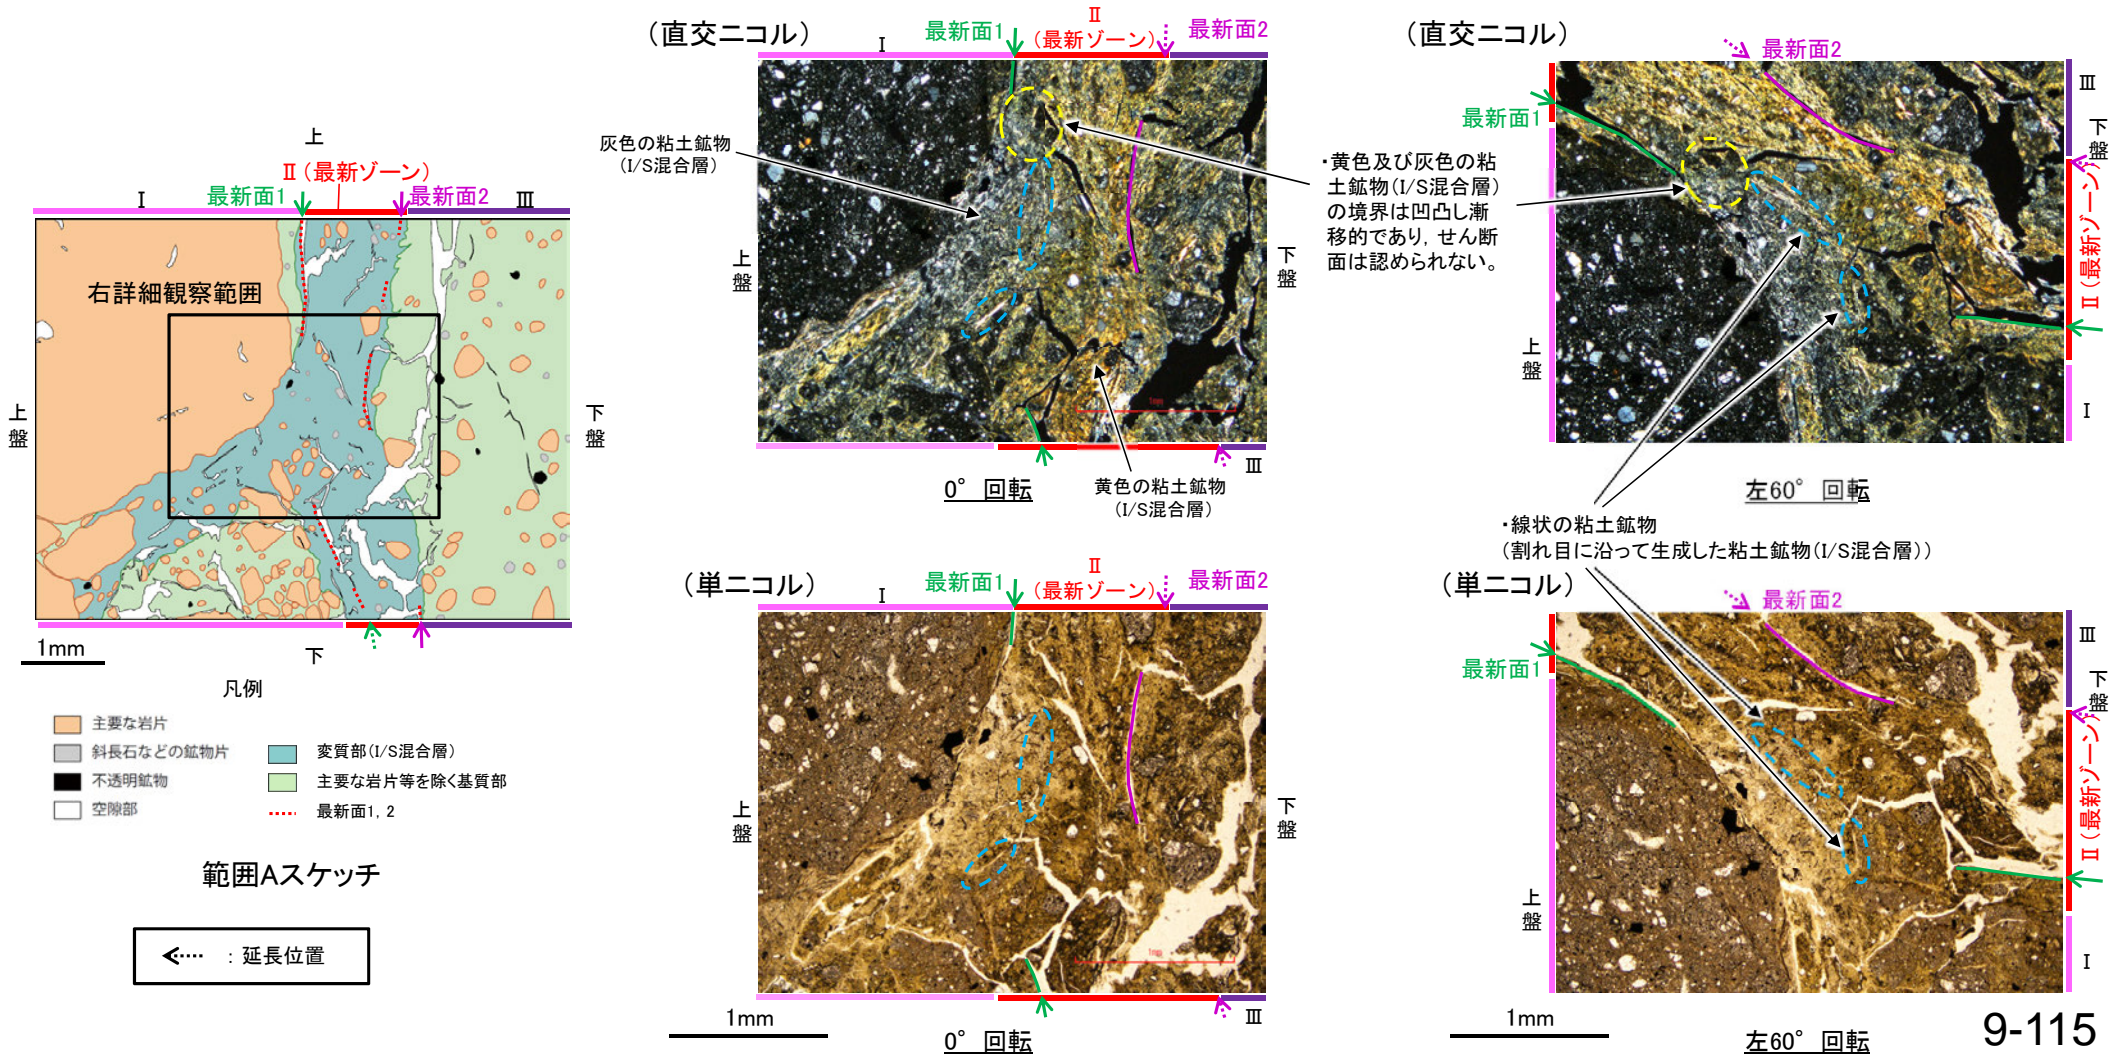 上
Ⅱ(最新ゾーン)
Ⅰ
最新面1
最新面2
Ⅲ
右詳細観察範囲
上盤
下盤
1mm
下
凡例
主要な岩片
斜長石などの鉱物片
不透明鉱物
空隙部
変質部(I/S混合層)
主要な岩片等を除く基質部
最新面1, 2
範囲Aスケッチ
:延長位置
(直交ニコル)
Ⅰ
最新面1
Ⅱ
(最新ゾーン)
最新面2
灰色の粘土鉱物
(I/S混合層)
上盤
下盤
1mm
Ⅲ
0° 回転
黄色の粘土鉱物
(I/S混合層)
・黄色及び灰色の粘
土鉱物(I/S混合層)
の境界は凹凸し漸
移的であり, せん断
面は認められない。
(直交ニコル)
最新面2
最新面1
Ⅲ
下盤
Ⅱ(最新ゾーン)
上盤
Ⅰ
左60° 回転
・線状の粘土鉱物
(割れ目に沿って生成した粘土鉱物(I/S混合層))
(単ニコル)
Ⅰ
最新面1
Ⅱ
(最新ゾーン)
最新面2
上盤
下盤
1mm
Ⅲ
1mm
0° 回転
(単ニコル)
最新面2
最新面1
Ⅲ
下盤
Ⅱ(最新ゾーン)
上盤
Ⅰ
1mm
左60° 回転
9-115